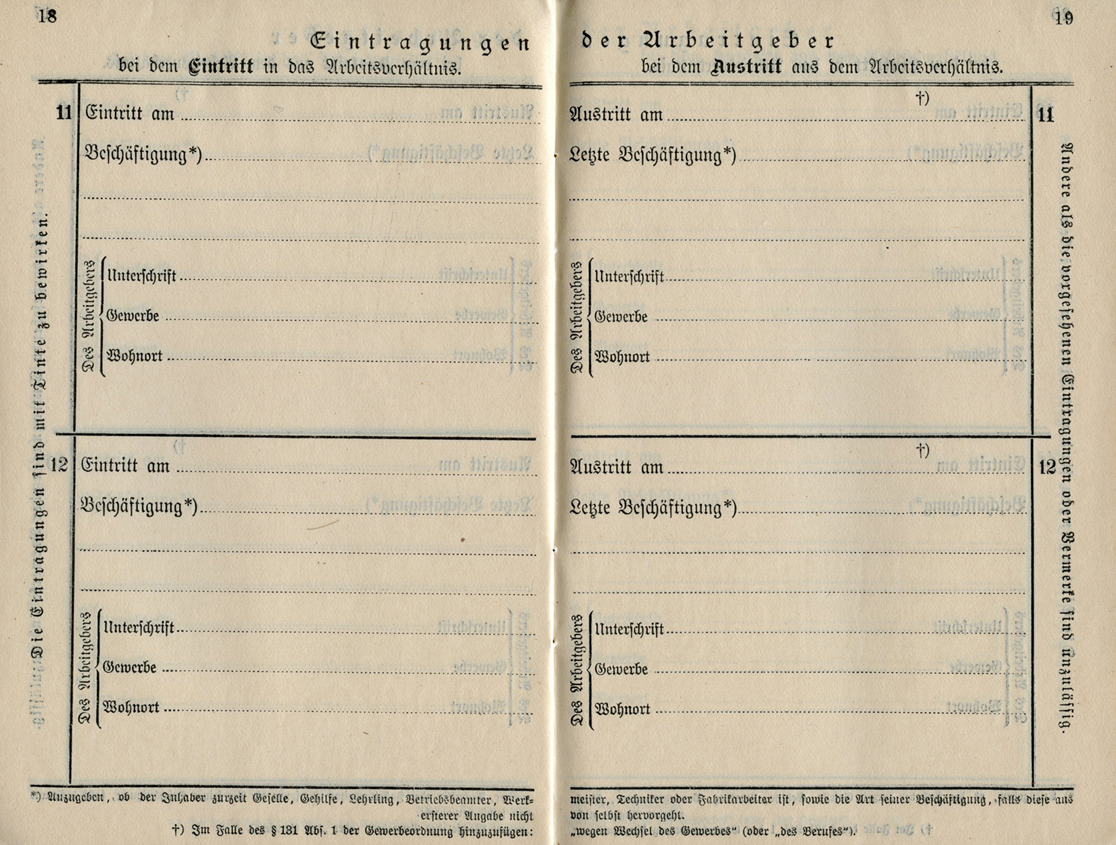 18
Eintragungen
bei dem Eintritt in das Arbeitsverhältnis.
11
Eintritt am
†)
Beschäftigung*)
Des Arbeitgebers
Unterschrift
Gewerbe
Wohnort
12
Eintritt am
Beschäftigung*)
Des Arbeitgebers
Unterschrift
Gewerbe
Wohnort
Die Eintragungen sind mit Tinte zu bewirken.
*) Anzugeben, ob der Inhaber zurzeit Geselle, Gehilfe, Lehrling, Betriebsbeamter, Werk=
ersterer Angabe nicht
†) Im Falle des § 131 Abs. 1 der Gewerbeordnung hinzuzufügen:
19
der Arbeitgeber
bei dem Austritt aus dem Arbeitsverhältnis.
†)
Austritt am
11
Letzte Beschäftigung*)
Des Arbeitgebers
Unterschrift
Gewerbe
Wohnort
†)
Austritt am
12
Letzte Beschäftigung*)
Des Arbeitgebers
Unterschrift
Gewerbe
Wohnort
Andere als die vorgesehenen Eintragungen oder Vermerke sind unzulässig.
meister, Techniker oder Fabrikarbeiter ist, sowie die Art seiner Beschäftigung, falls diese aus
von selbst hervorgeht.
„wegen Wechsel des Gewerbes“ (oder „des Berufes“).